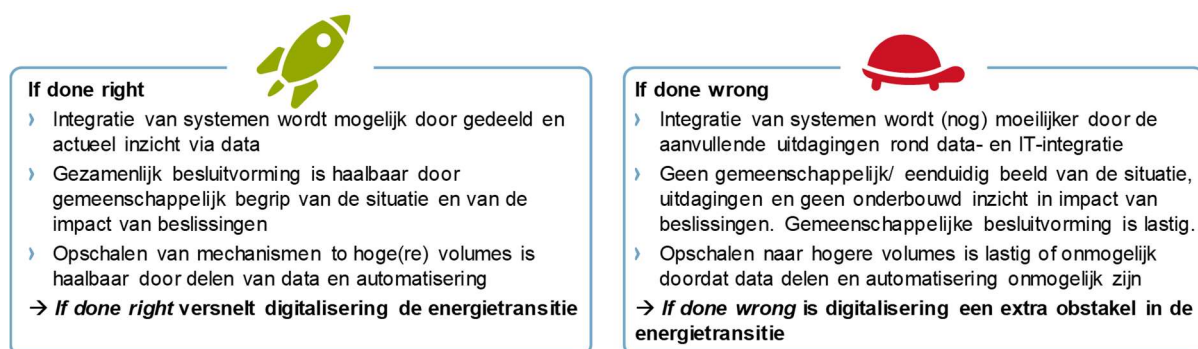 If done right
› Integratie van systemen wordt mogelijk door gedeeld en
actueel inzicht via data
› Gezamenlijk besluitvorming is haalbaar door
gemeenschappelijk begrip van de situatie en van de
impact van beslissingen
› Opschalen van mechanismen to hoge(re) volumes is
haalbaar door delen van data en automatisering
→ If done right versnelt digitalisering de energietransitie
If done wrong
› Integratie van systemen wordt (nog) moeilijker door de
aanvullende uitdagingen rond data- en IT-integratie
› Geen gemeenschappelijk/ eenduidig beeld van de situatie,
uitdagingen en geen onderbouwd inzicht in impact van
beslissingen. Gemeenschappelijke besluitvorming is lastig.
› Opschalen naar hogere volumes is lastig of onmogelijk
doordat data delen en automatisering onmogelijk zijn
→ If done wrong is digitalisering een extra obstakel in de
energietransitie